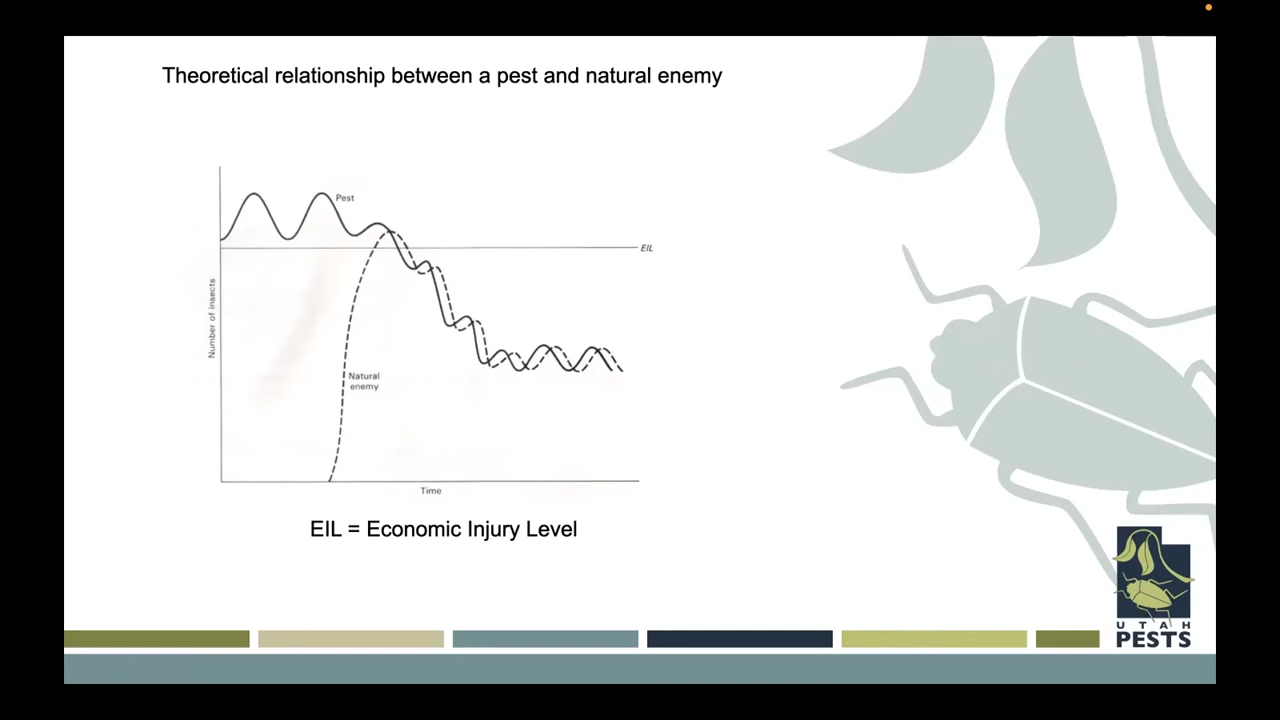 Theoretical relationship between a pest and natural enemy
Pest
EIL
Number of insects
Natural
enemy
Time
EIL = Economic Injury Level
UTAH
PESTS